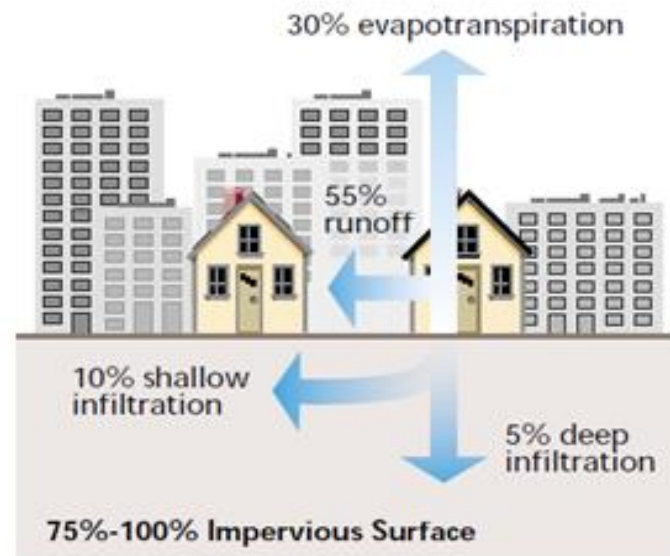 30% evapotranspiration
55%
runoff
10% shallow
infiltration
5% deep
infiltration
75%-100% Impervious Surface